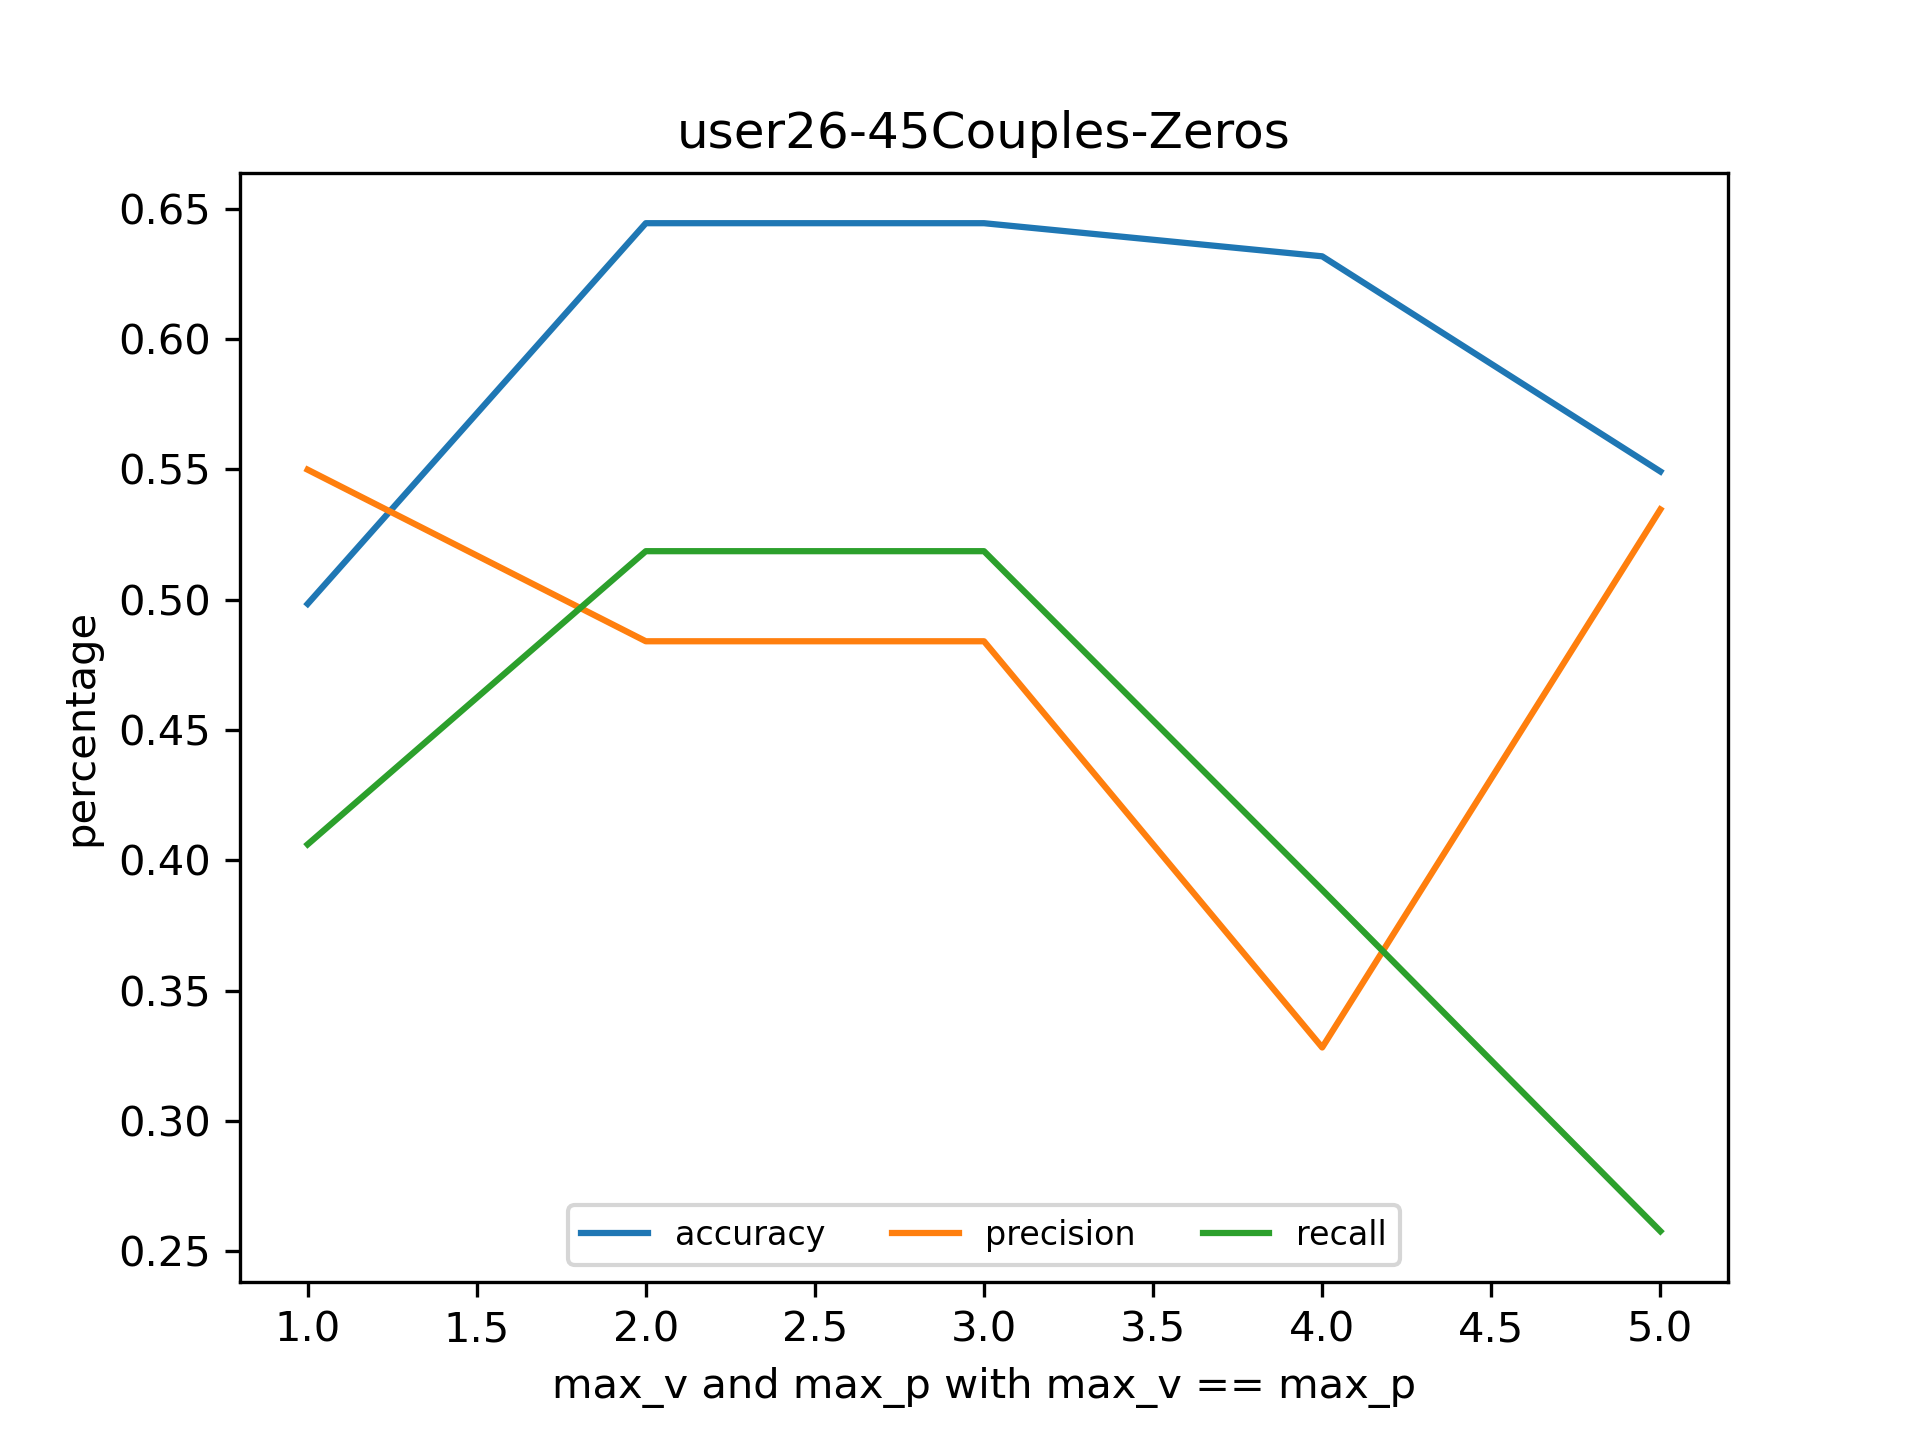 user26-45Couples-Zeros
0.65
0.60
0.55
0.50
0.45
0.40
0.35
0.30
0.25
percentage
accuracy precision recall
1.0 1.5 2.0 2.5 3.0 3.5 4.0 4.5 5.0
max_v and max_p with max_v == max_p